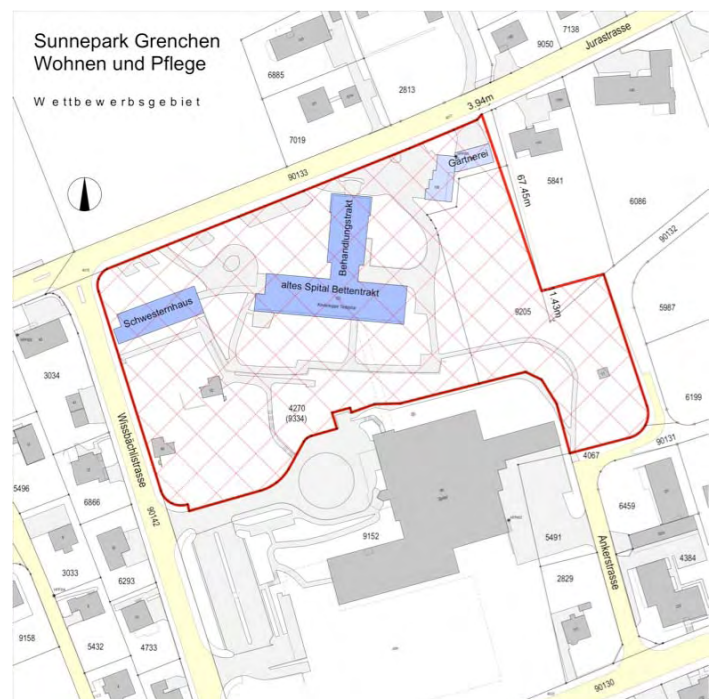 Sunnepark Grenchen
Wohnen und Pflege
Wettbewerbsgebiet
6885
2813
7138
9050
Jurastrasse
3.94m
7019
90133
Gärtnerei
5841
67.45m
6086
90132
Behandlungstrakt
altes Spital Bettentrakt
Schwesternhaus
1.43m
9205
5987
3034
4270
(9334)
6199
Wissbächlistrasse
4067
90131
5496
6866
90142
6459
9152
5491
Ankerstrasse
4384
3033
6293
2829
9158
5432
4733
90130